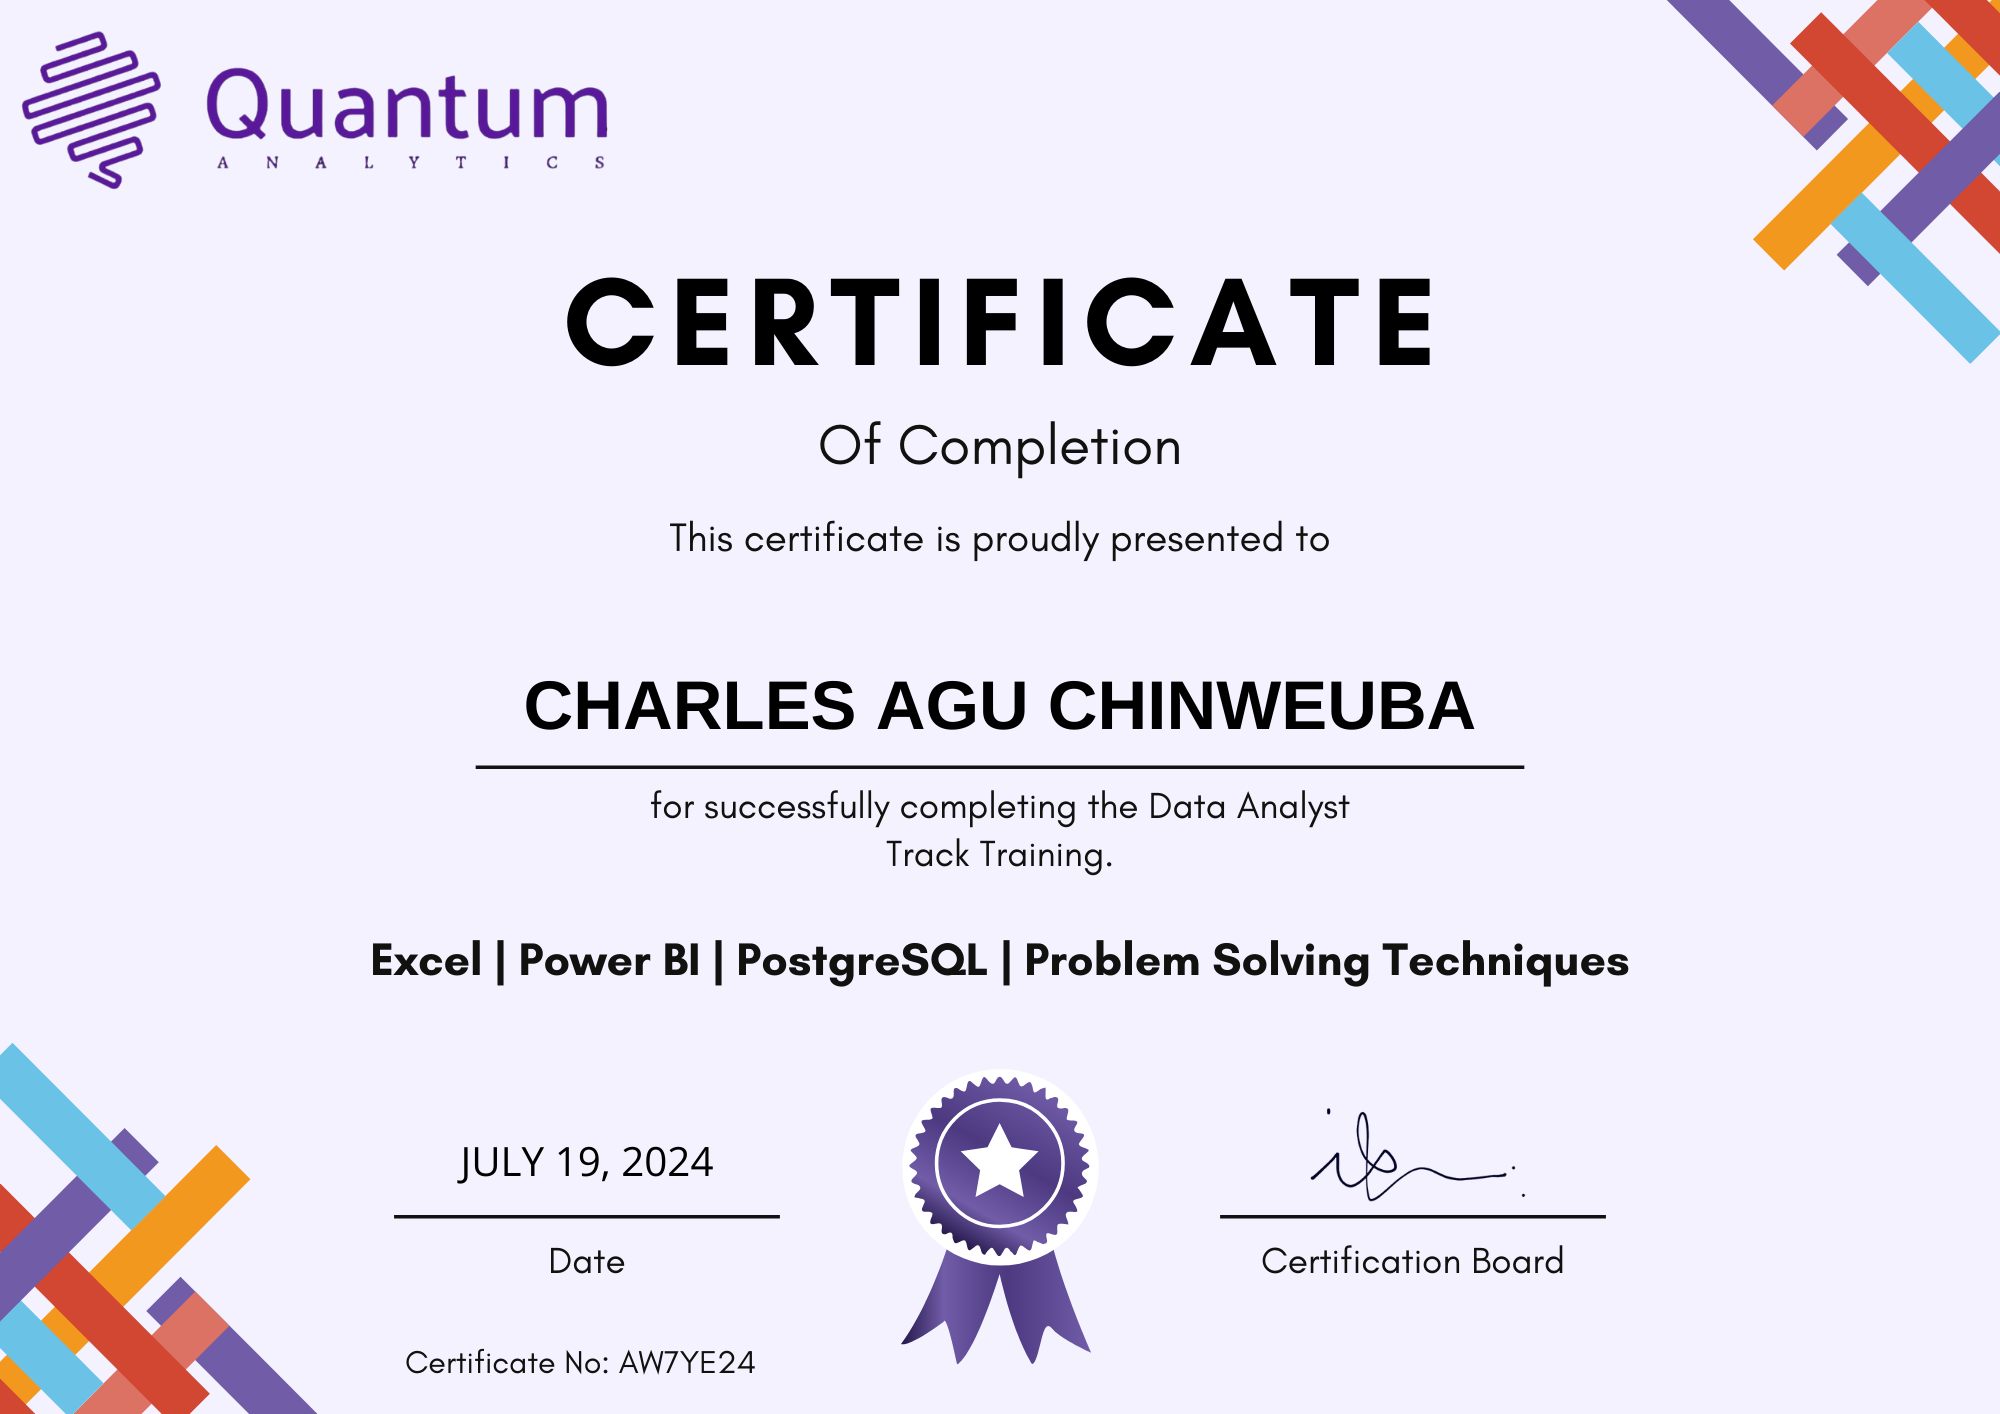 Quantum
ANALYTICS
CERTIFICATE
Of Completion
This certificate is proudly presented to
CHARLES AGU CHINWEUBA
for successfully completing the Data Analyst
Track Training.
Excel | Power BI | PostgreSQL | Problem Solving Techniques
JULY 19, 2024
Date
Certification Board
Certificate No: AW7YE24